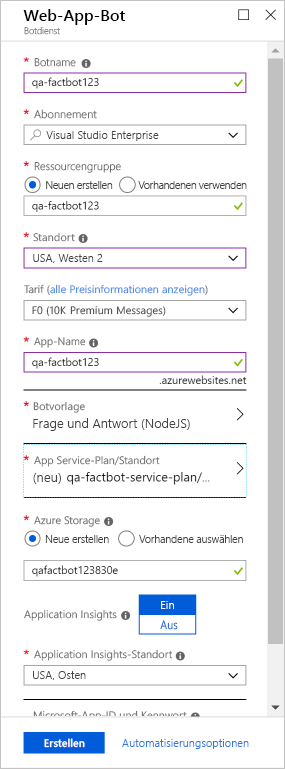 Web-App-Bot
Botdienst
* Botname
qa-factbot123
* Abonnement
Visual Studio Enterprise
* Ressourcengruppe
Neuen erstellen Vorhandenen verwenden
qa-factbot123
* Standort
USA, Westen 2
Tarif (alle Preisinformationen anzeigen)
F0 (10K Premium Messages)
* App-Name
qa-factbot123
.azurewebsites.net
* Botvorlage
Frage und Antwort (NodeJS)
* App Service-Plan/Standort
(neu) qa-factbot-service-plan/...
* Azure Storage
Neue erstellen Vorhandene auswählen
qafactbot123830e
Application Insights
Ein
Aus
* Application Insights-Standort
USA, Osten
Microsoft-App-ID und Kennwort
Erstellen Automatisierungsoptionen